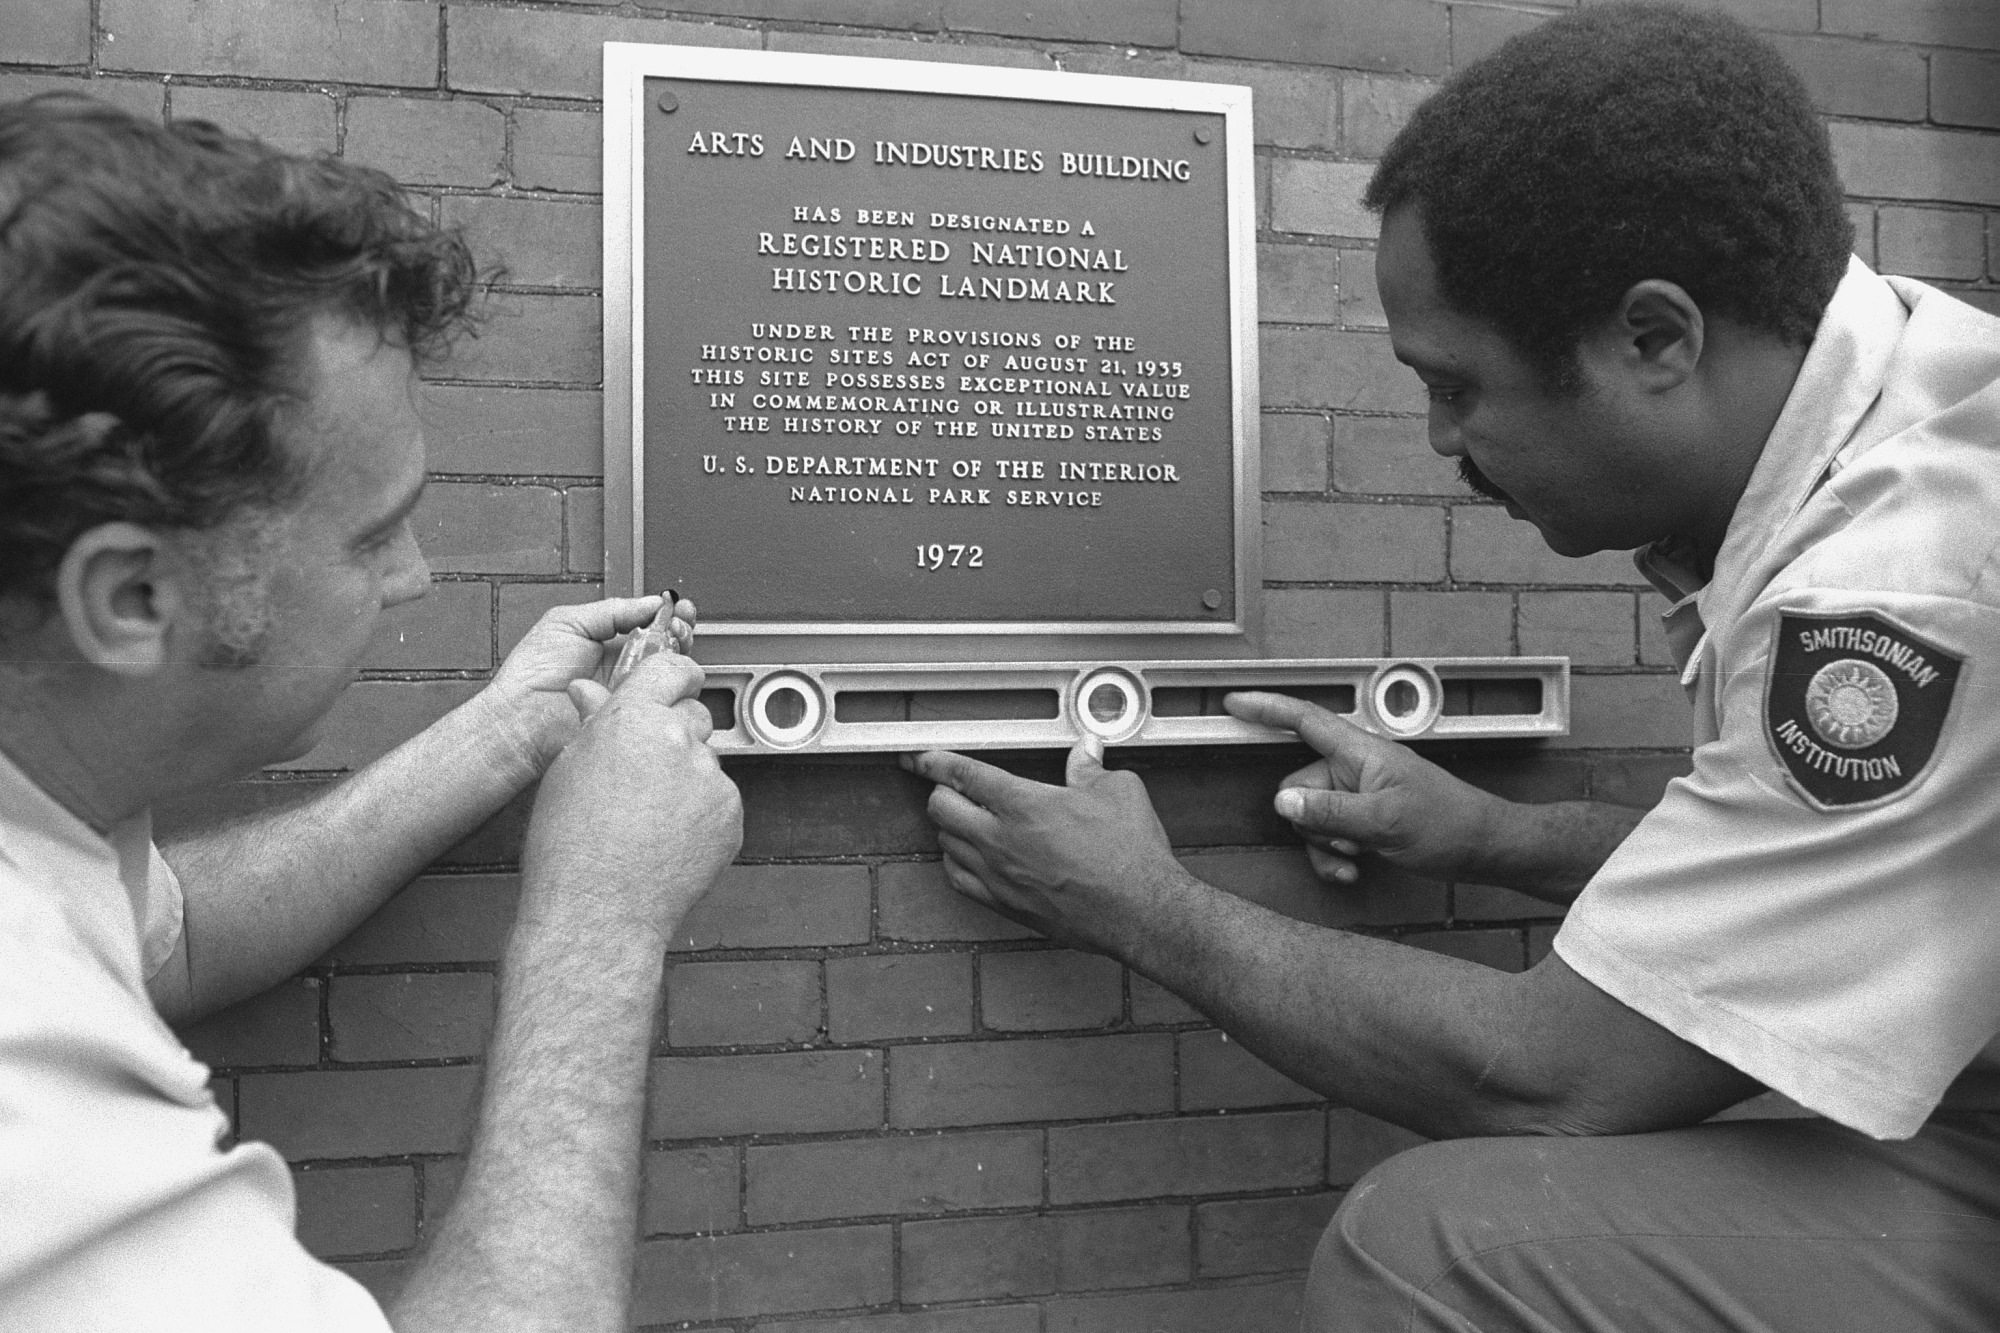 ARTS AND INDUSTRIES BUILDING
HAS BEEN DESIGNATED A
REGISTERED NATIONAL
HISTORIC LANDMARK
UNDER THE PROVISIONS OF THE
HISTORIC SITES ACT OF AUGUST 21, 1935
THIS SITE POSSESSES EXCEPTIONAL VALUE
IN COMMEMORATING OR ILLUSTRATING
THE HISTORY OF THE UNITED STATES
U. S. DEPARTMENT OF THE INTERIOR
NATIONAL PARK SERVICE
1972
SMITHSONIAN
INSTITUTION